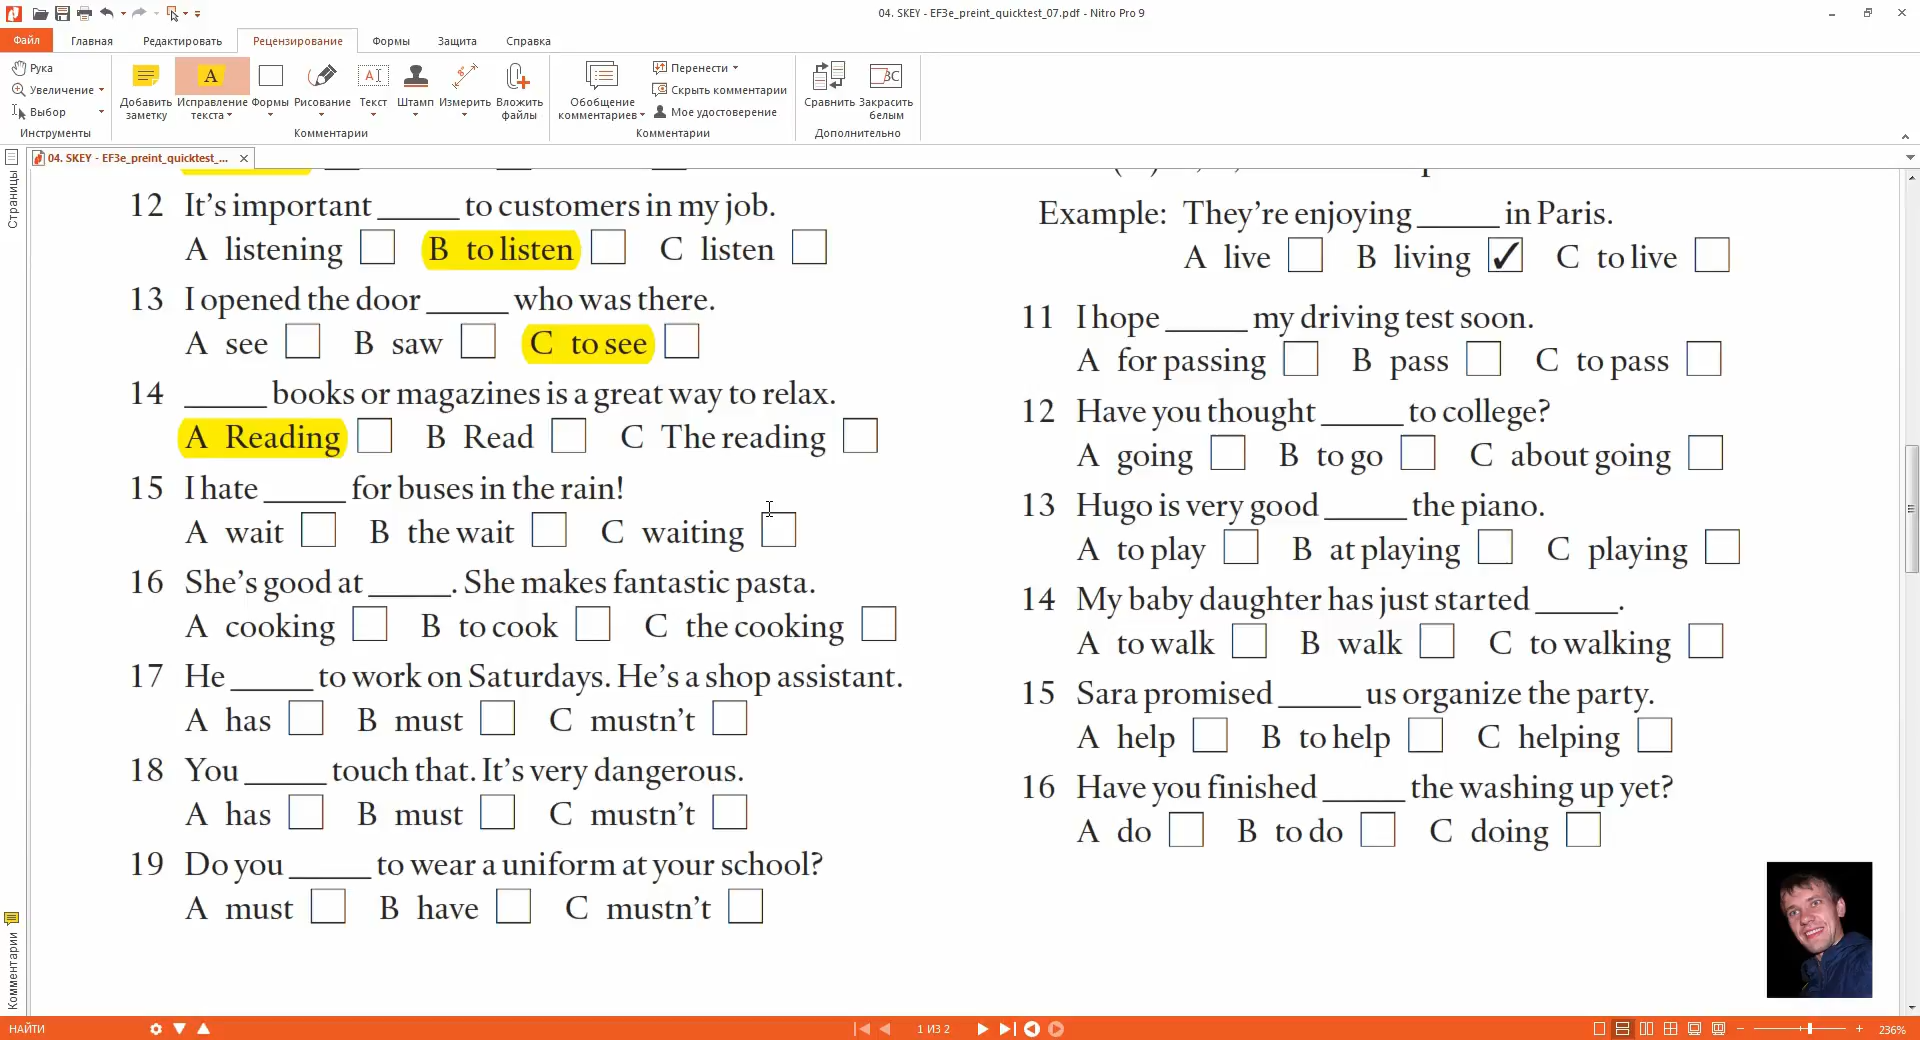 04. SKEY - EF3e_preint_quicktest_07.pdf - Nitro Pro 9
Файл Главная Редактировать Рецензирование Формы Защита Справка
Рука
Увеличение
Выбор
Инструменты
Добавить заметку
Исправление текста
Формы
Рисование
Текст
Штамп
Измерить
Вложить файлы
Комментарии
Обобщение комментариев
Перенести
Скрыть комментарии
Мое удостоверение
Комментарии
Сравнить
Закрасить белым
Дополнительно
04. SKEY - EF3e_preint_quicktest_...
Страницы
Комментарии
12 It's important _____ to customers in my job.
A listening B to listen C listen
13 I opened the door _____ who was there.
A see B saw C to see
14 _____ books or magazines is a great way to relax.
A Reading B Read C The reading
15 I hate _____ for buses in the rain!
A wait B the wait C waiting
16 She's good at _____. She makes fantastic pasta.
A cooking B to cook C the cooking
17 He _____ to work on Saturdays. He's a shop assistant.
A has B must C mustn't
18 You _____ touch that. It's very dangerous.
A has B must C mustn't
19 Do you _____ to wear a uniform at your school?
A must B have C mustn't
Example: They're enjoying _____ in Paris.
A live B living ✓ C to live
11 I hope _____ my driving test soon.
A for passing B pass C to pass
12 Have you thought _____ to college?
A going B to go C about going
13 Hugo is very good _____ the piano.
A to play B at playing C playing
14 My baby daughter has just started _____.
A to walk B walk C to walking
15 Sara promised _____ us organize the party.
A help B to help C helping
16 Have you finished _____ the washing up yet?
A do B to do C doing
НАЙТИ
1 ИЗ 2
236%